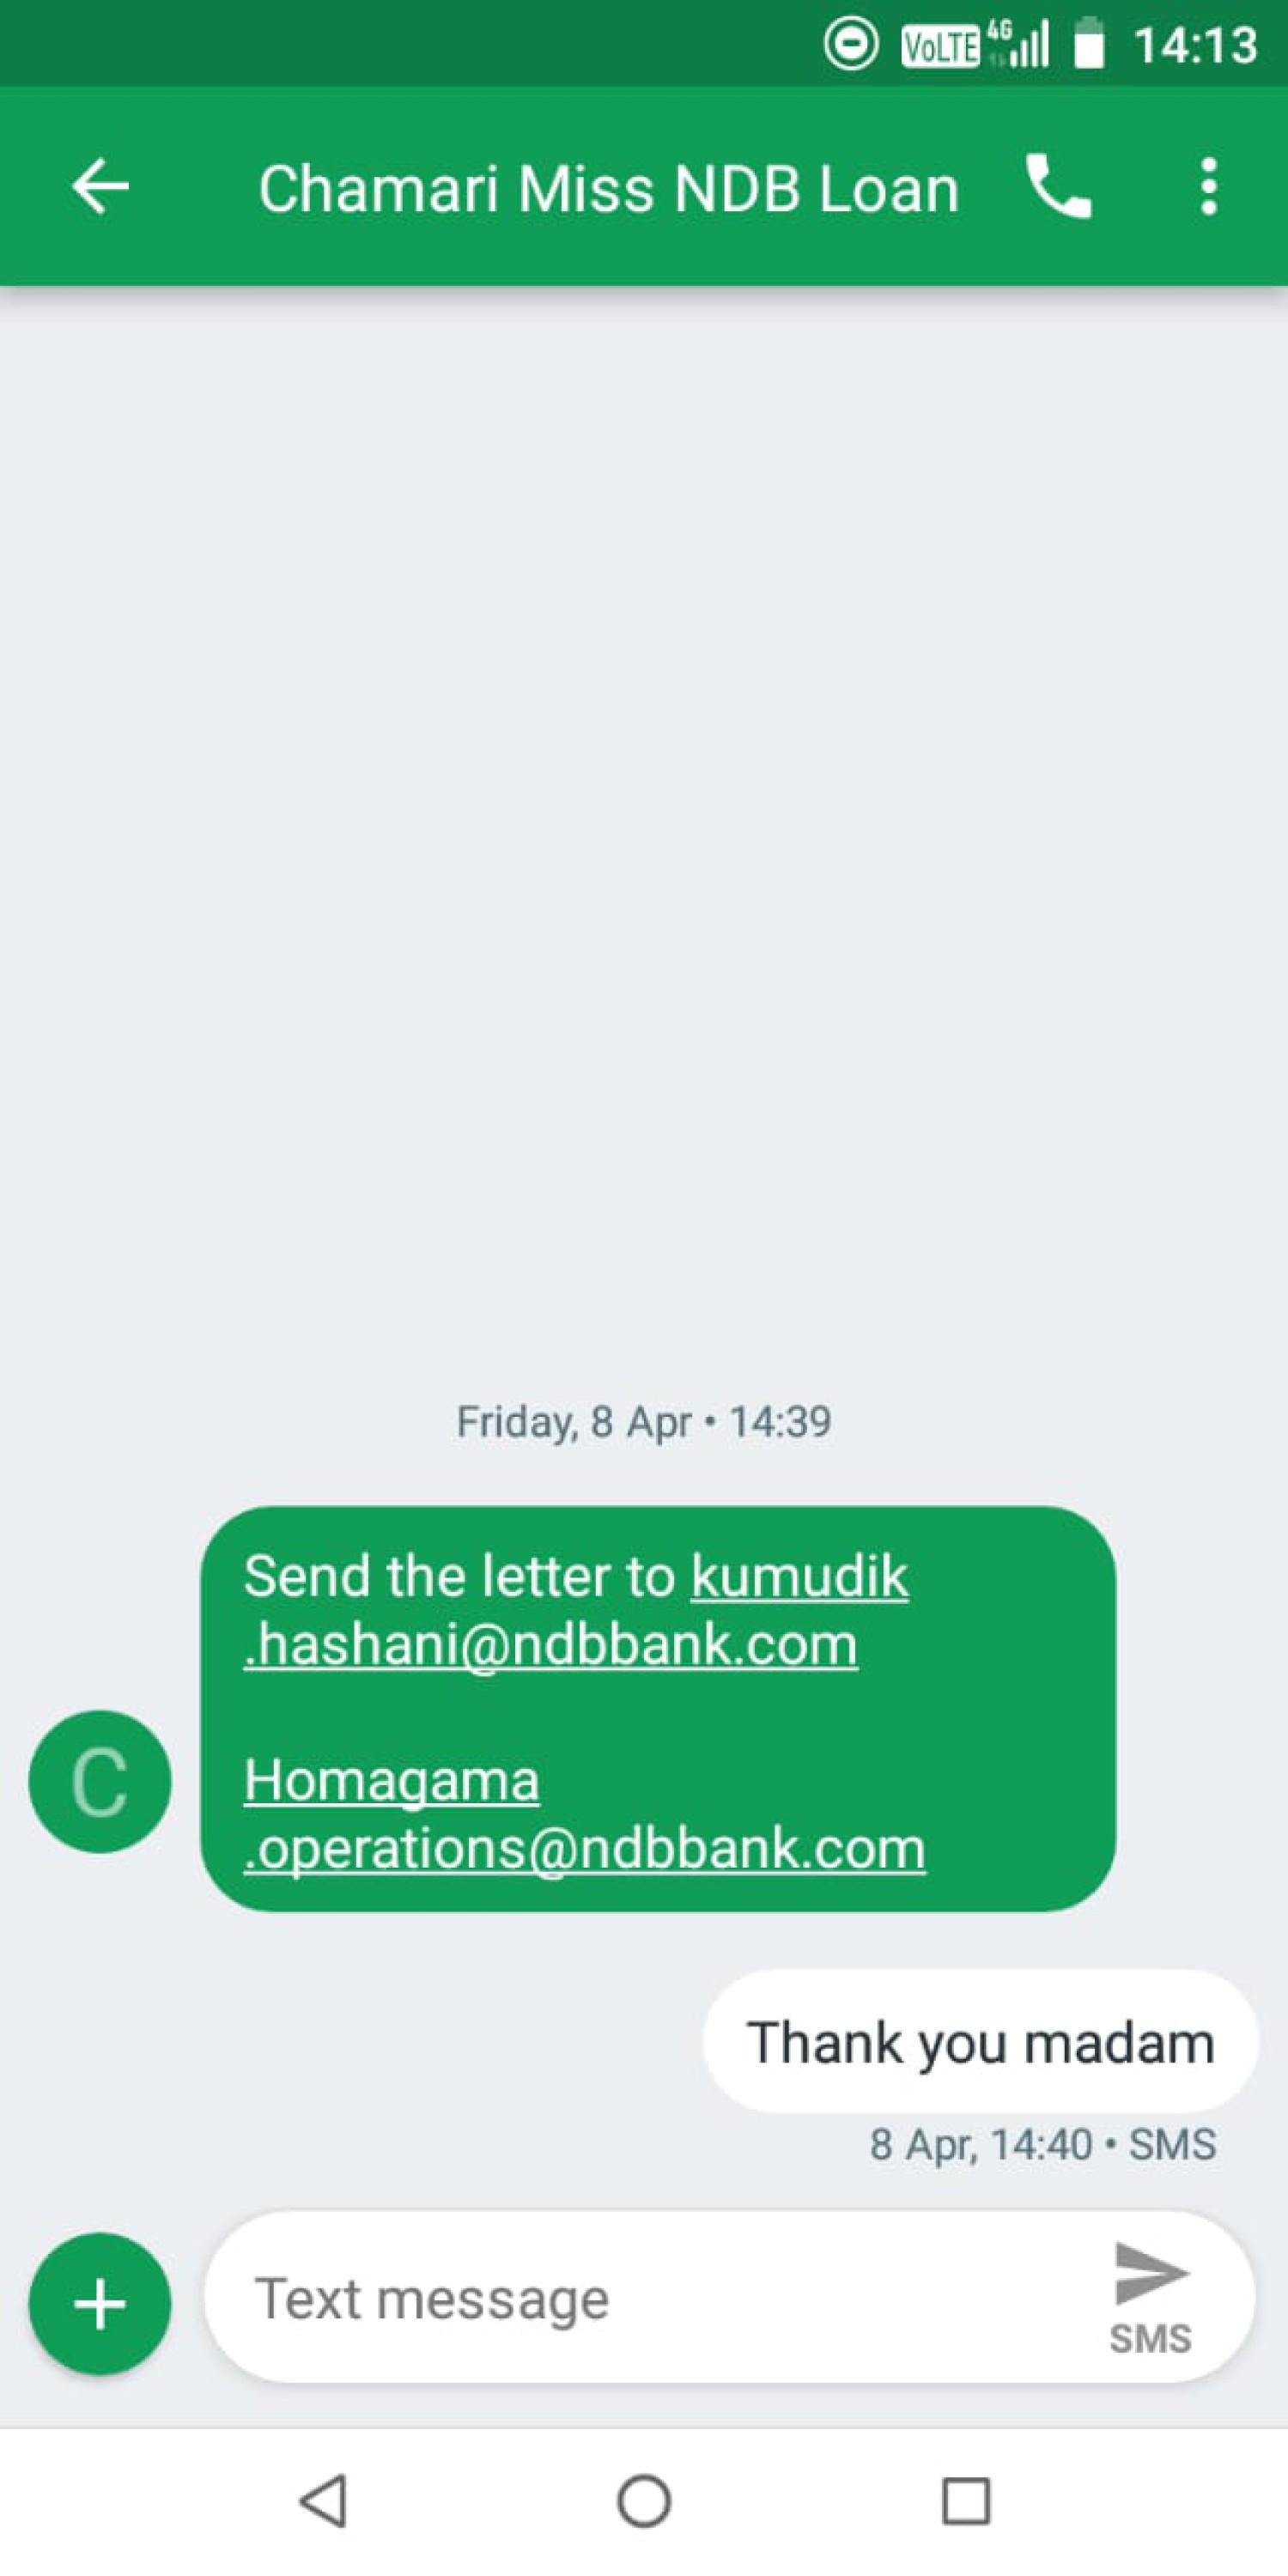 VoLTE 4G 14:13
Chamari Miss NDB Loan
Friday, 8 Apr • 14:39
Send the letter to kumudik
.hashani@ndbbank.com
Homagama
.operations@ndbbank.com
C
Thank you madam
8 Apr, 14:40 • SMS
Text message
SMS